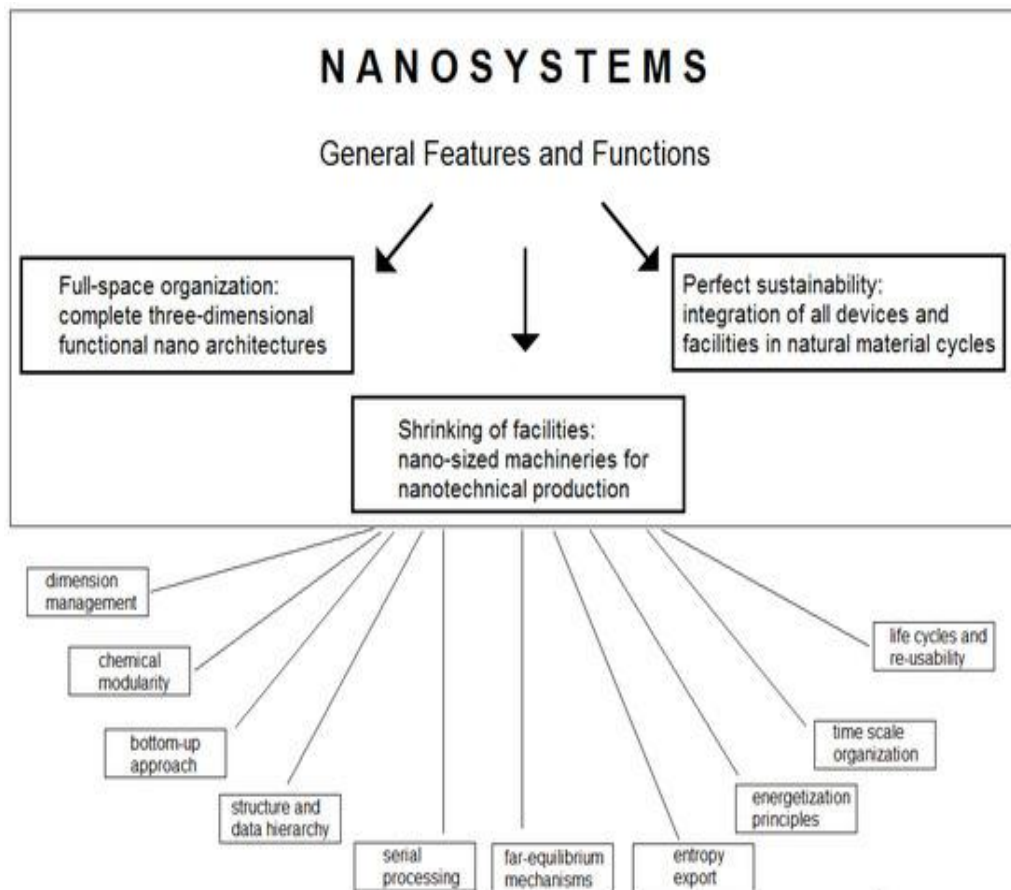 NANOSYSTEMS
General Features and Functions
Full-space organization:
complete three-dimensional
functional nano architectures
Perfect sustainability:
integration of all devices and
facilities in natural material cycles
Shrinking of facilities:
nano-sized machineries for
nanotechnical production
dimension
management
chemical
modularity
bottom-up
approach
structure and
data hierarchy
serial
processing
far-equilibrium
mechanisms
entropy
export
energetization
principles
time scale
organization
life cycles and
re-usability